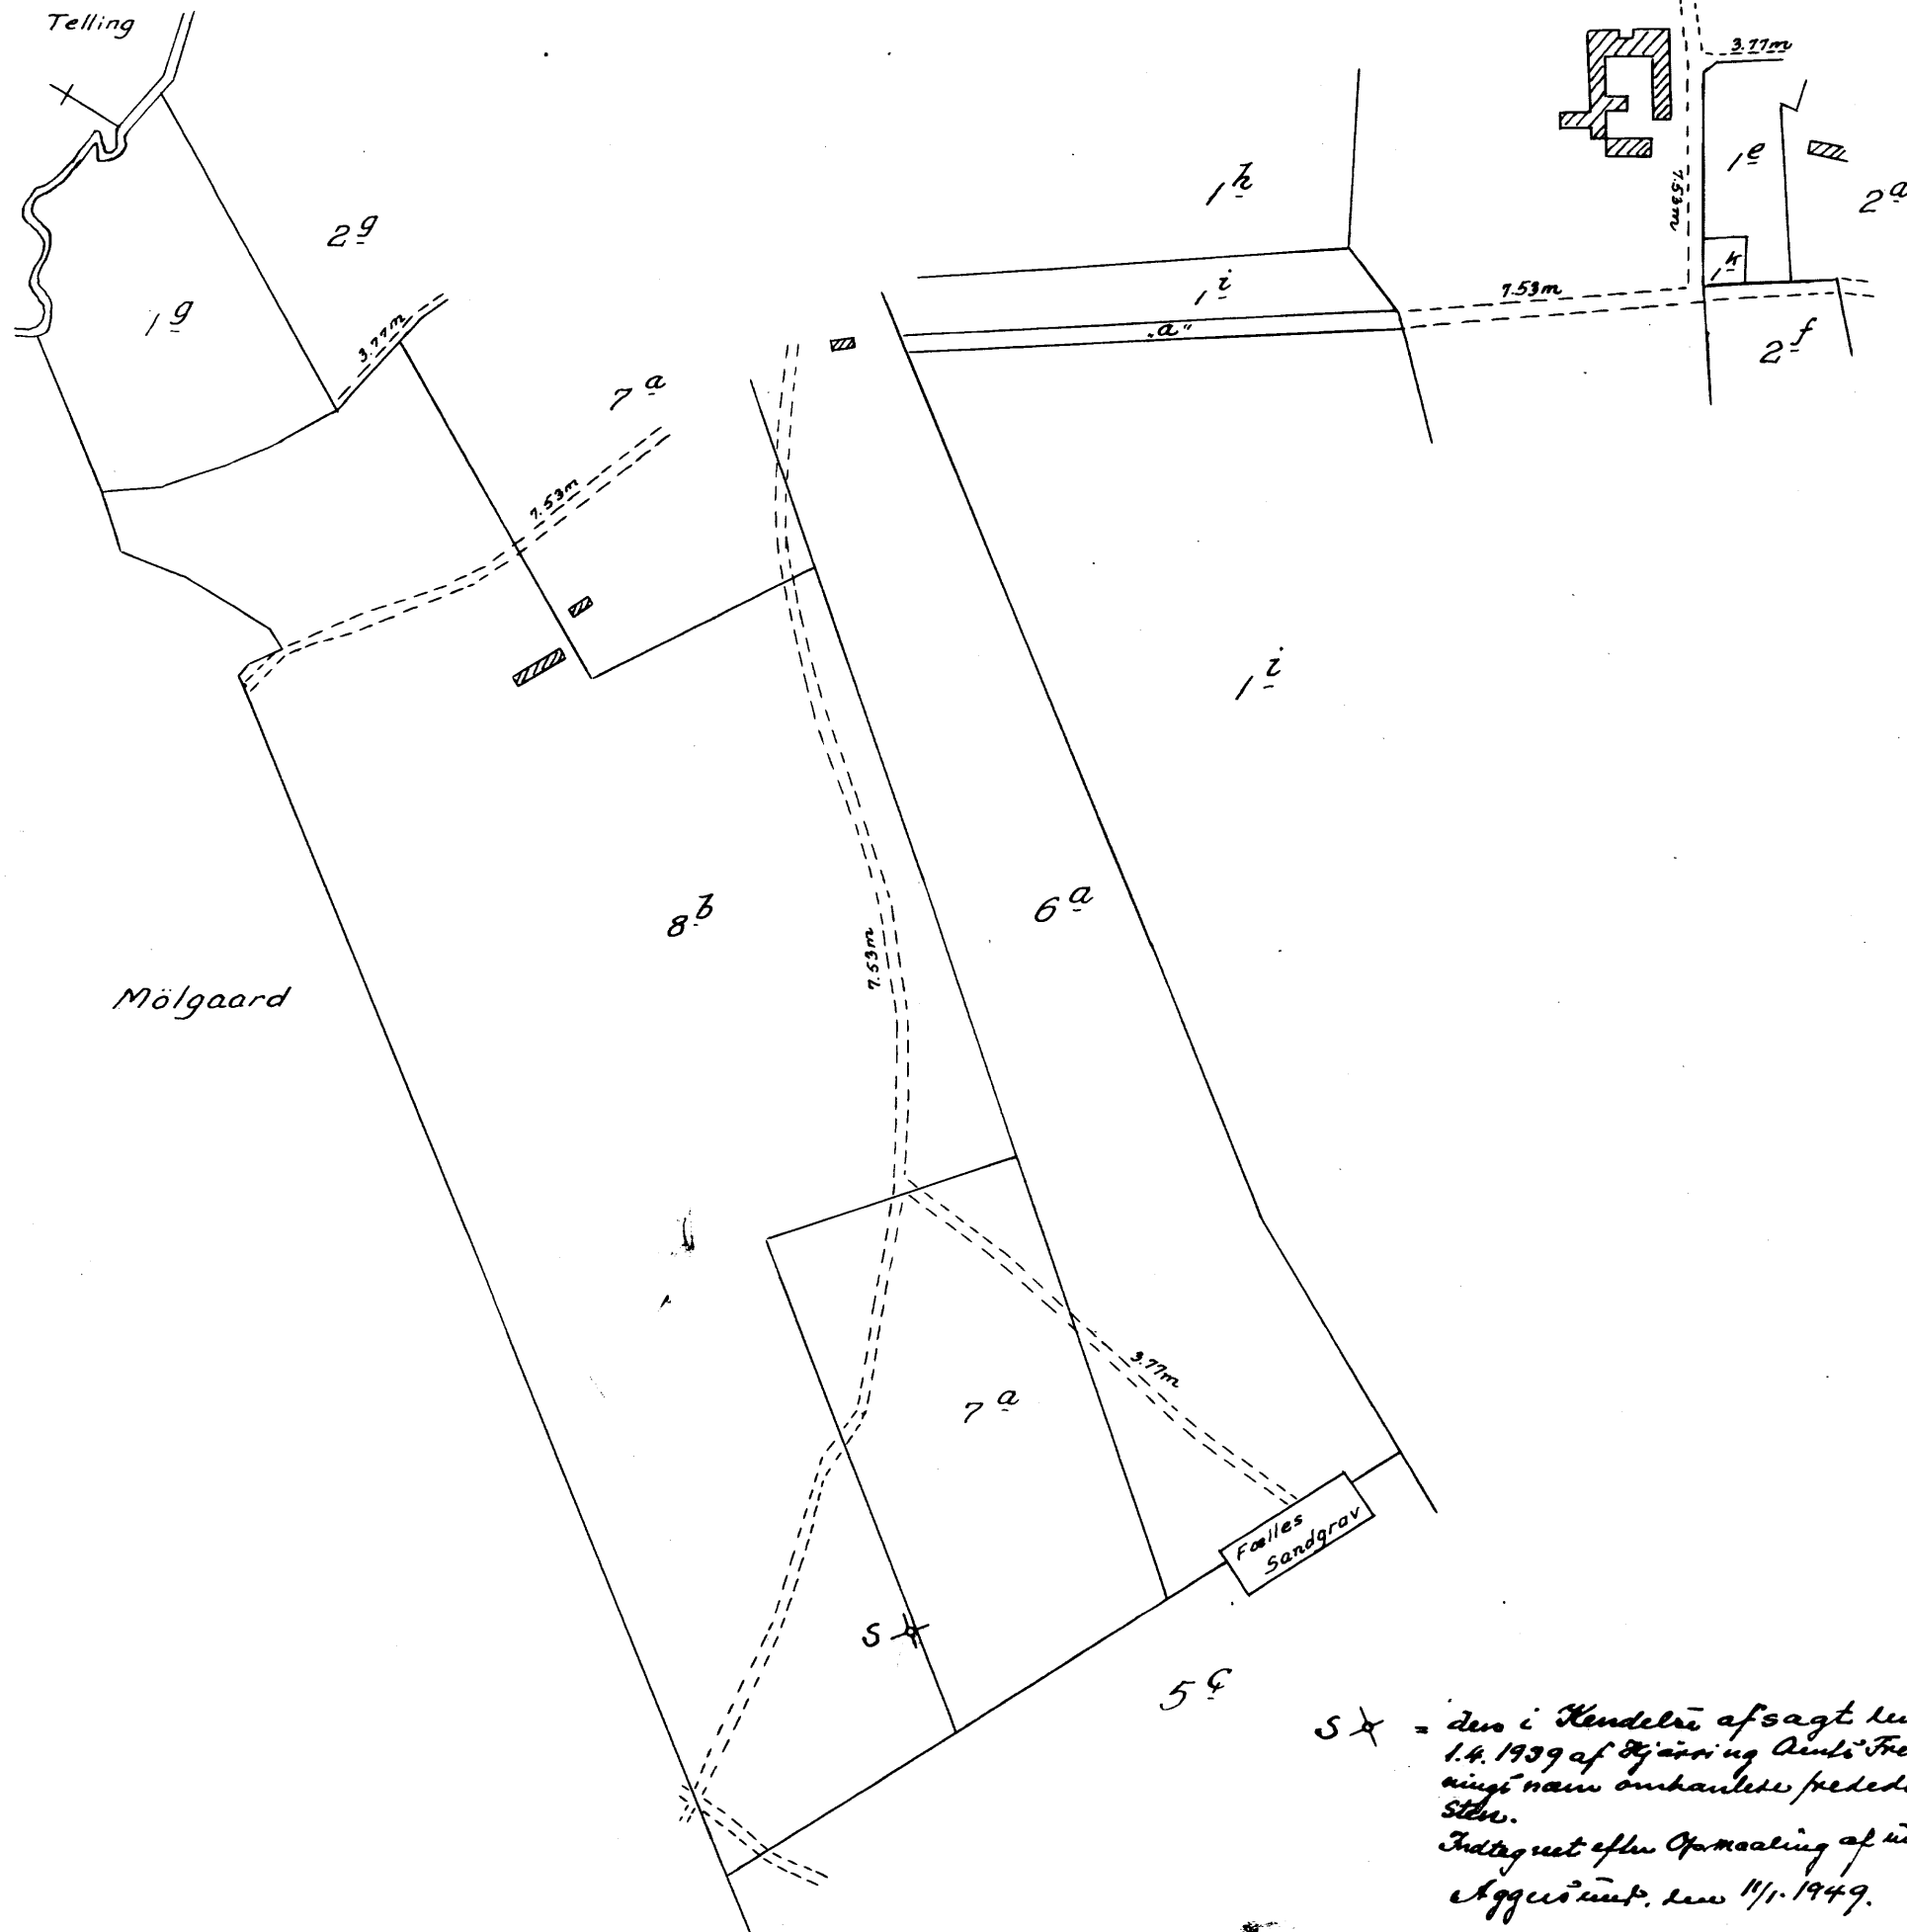 Telling
3.77m
1e
2a
7.53m
1h
2g
1k
1i
7.53m
1g
3.77m
"a"
2f
7a
7.53m
1i
8b
6a
7.53m
Mölgaard
3.77m
7a
Fælles
Sandgrav
S
5c
S = den i Kendelse afsagt den
1.4.1939 af Hjørring Amts Fred
nings næm omhandlede frededе
Sten.
Indtegnet efter Opmaaling af
Aggersund, den 11/1. 1949.